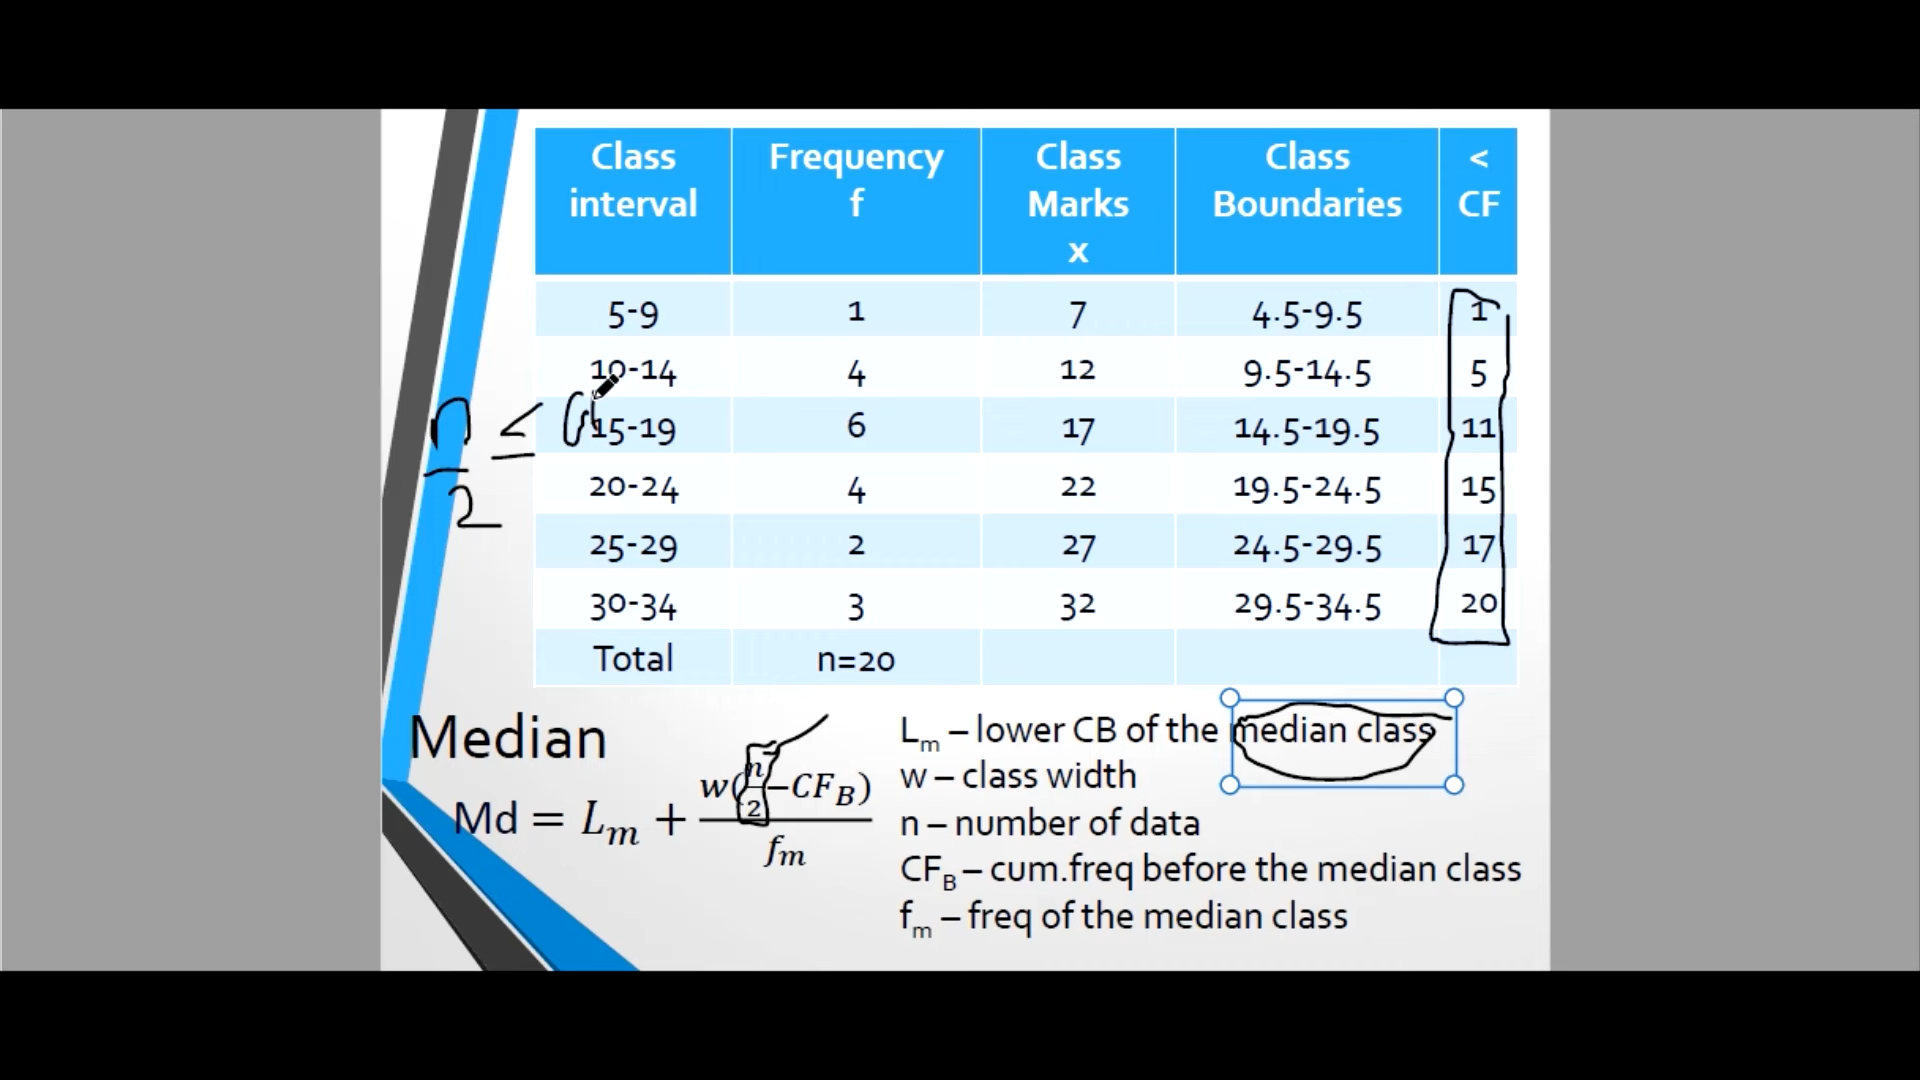 Class interval Frequency f Class Marks x Class Boundaries < CF
5-9 1 7 4.5-9.5 1
10-14 4 12 9.5-14.5 5
15-19 6 17 14.5-19.5 11
20-24 4 22 19.5-24.5 15
25-29 2 27 24.5-29.5 17
30-34 3 32 29.5-34.5 20
Total n=20
n/2 ≤
Median
Md = Lₘ + w(n/2 −CF_B)/fₘ
Lₘ – lower CB of the median class
w – class width
n – number of data
CF_B – cum.freq before the median class
fₘ – freq of the median class